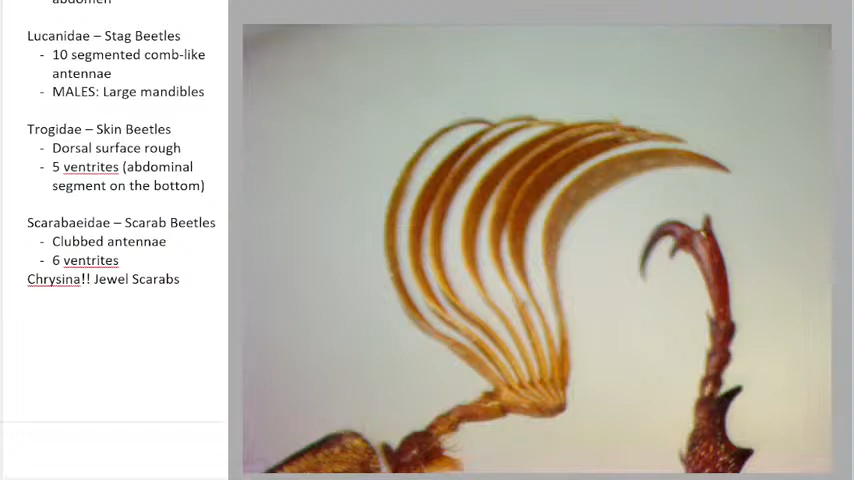 abdomen
Lucanidae – Stag Beetles
- 10 segmented comb-like
antennae
- MALES: Large mandibles
Trogidae – Skin Beetles
- Dorsal surface rough
- 5 ventrites (abdominal
segment on the bottom)
Scarabaeidae – Scarab Beetles
- Clubbed antennae
- 6 ventrites
Chrysina!! Jewel Scarabs